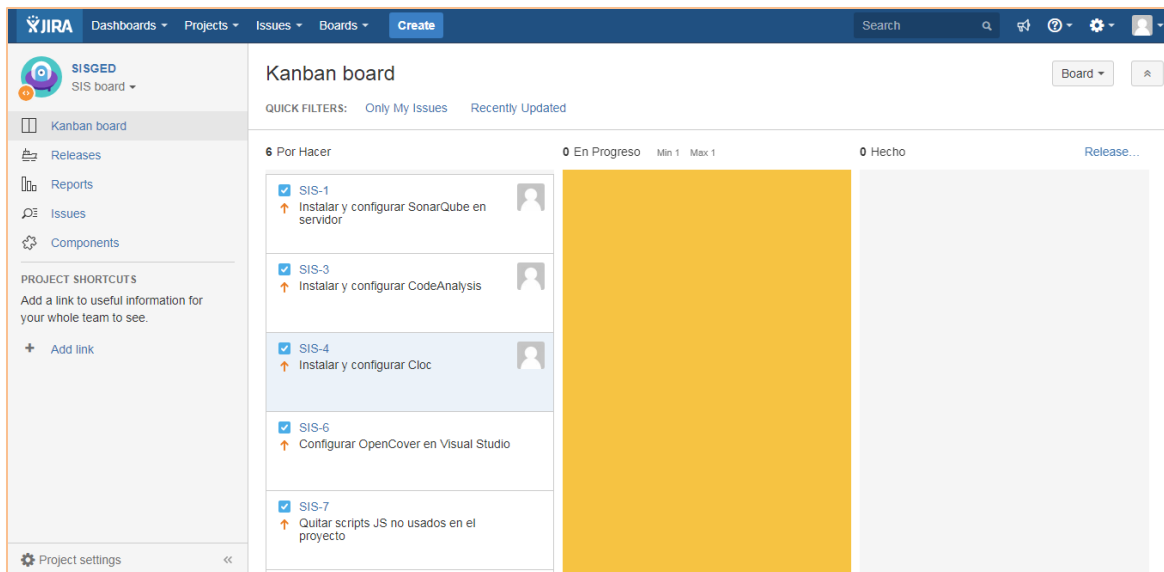 JIRA Dashboards Projects Issues Boards Create Search
SISGED
SIS board
Kanban board
Releases
Reports
Issues
Components
PROJECT SHORTCUTS
Add a link to useful information for
your whole team to see.
+ Add link
Project settings
Kanban board
Board
QUICK FILTERS: Only My Issues Recently Updated
6 Por Hacer
0 En Progreso Min 1 Max 1
0 Hecho
Release…
SIS-1
Instalar y configurar SonarQube en
servidor
SIS-3
Instalar y configurar CodeAnalysis
SIS-4
Instalar y configurar Cloc
SIS-6
Configurar OpenCover en Visual Studio
SIS-7
Quitar scripts JS no usados en el
proyecto